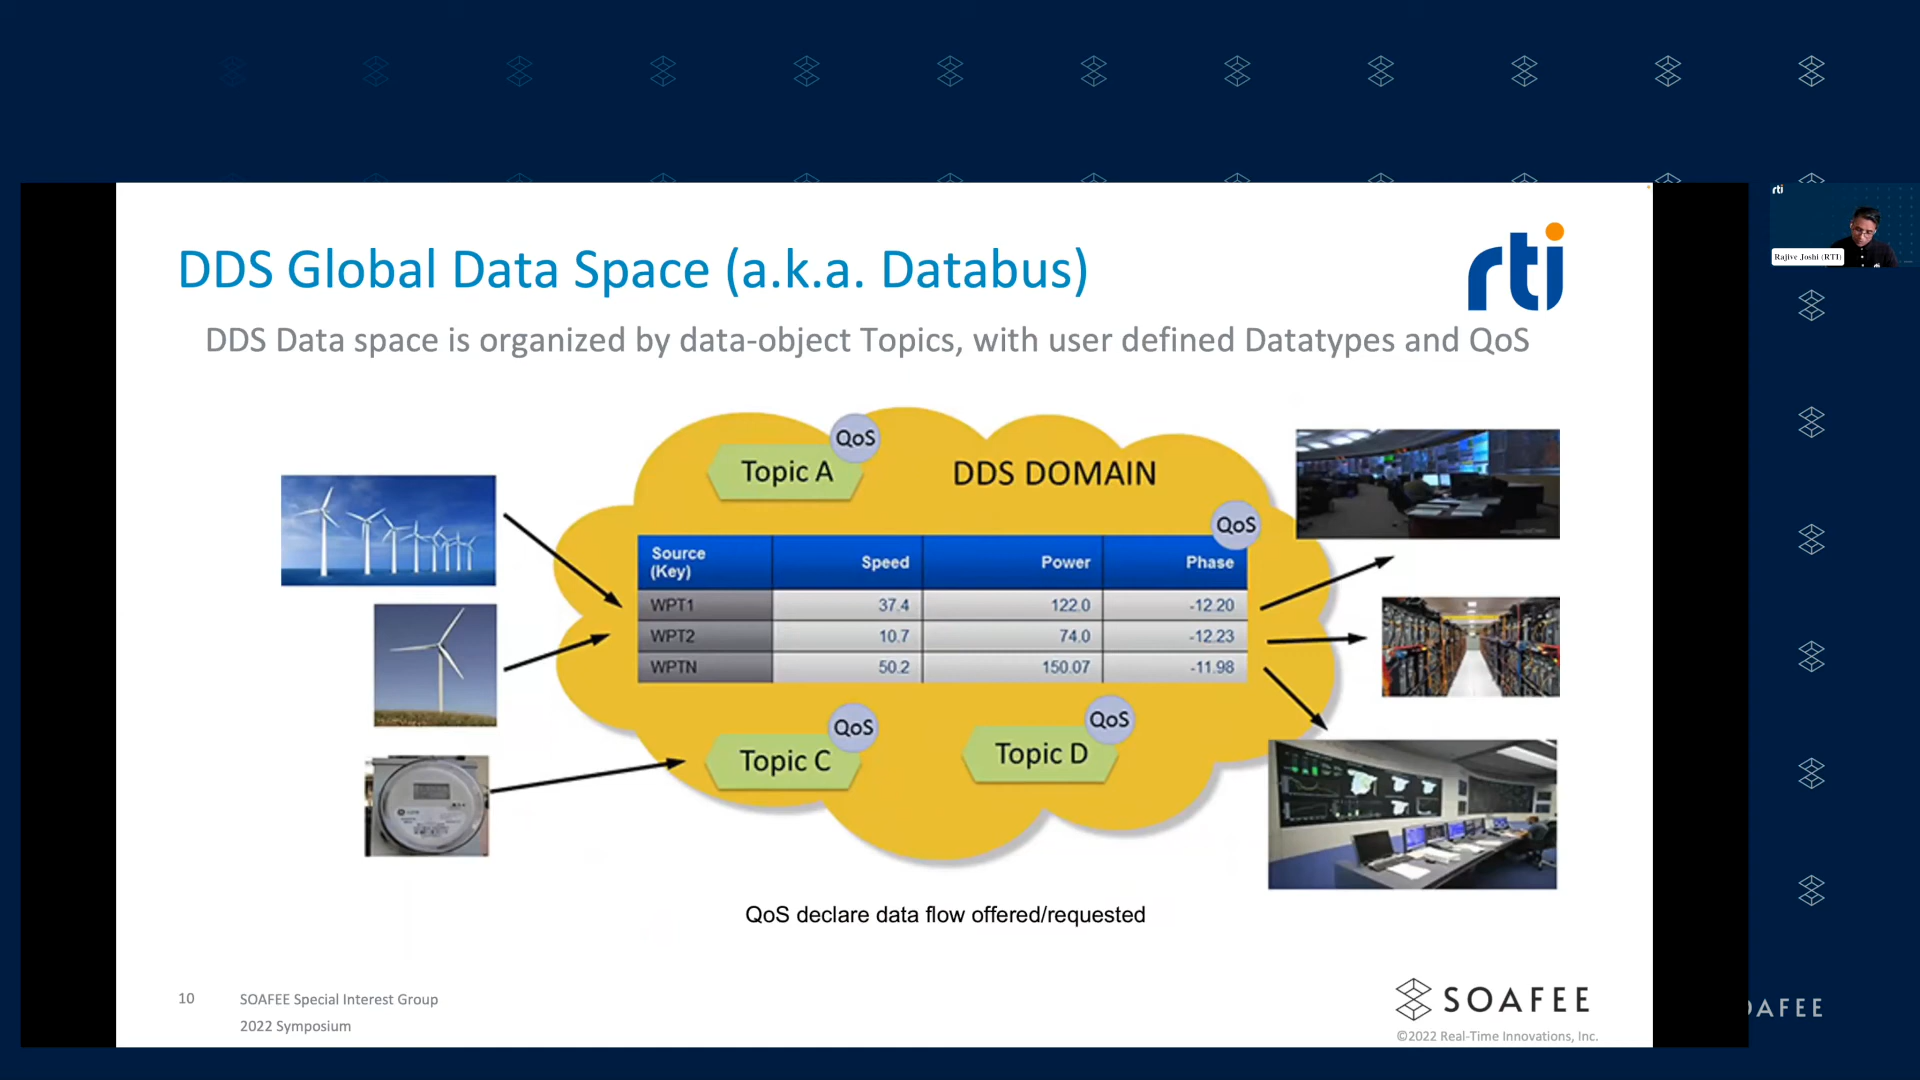 rti
Rajive Joshi (RTI)
DDS Global Data Space (a.k.a. Databus)
rti
DDS Data space is organized by data-object Topics, with user defined Datatypes and QoS
QoS
Topic A
DDS DOMAIN
QoS
Source (Key) Speed Power Phase
WPT1 37.4 122.0 -12.20
WPT2 10.7 74.0 -12.23
WPTN 50.2 150.07 -11.98
QoS
Topic C
QoS
Topic D
QoS declare data flow offered/requested
10 SOAFEE Special Interest Group
2022 Symposium
SOAFEE
©2022 Real-Time Innovations, Inc.
AFEE